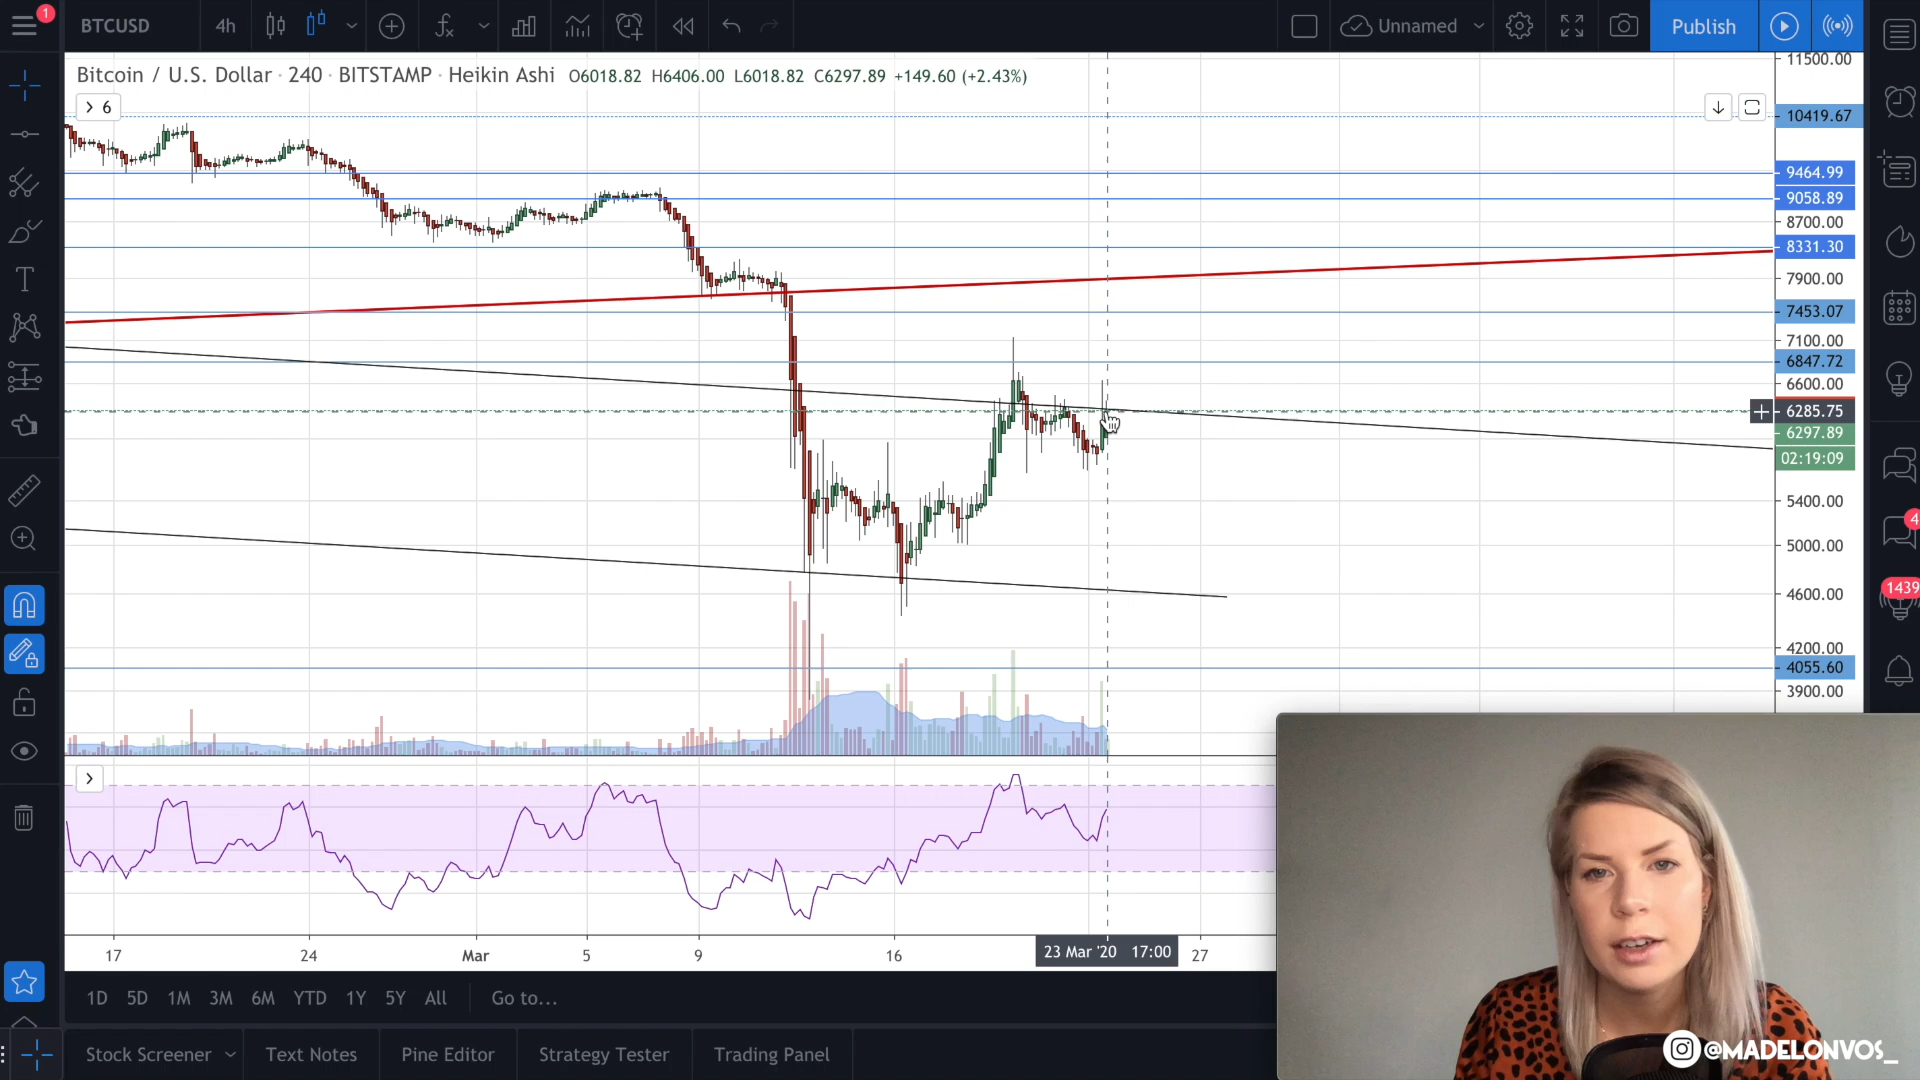 1
BTCUSD
4h
Unnamed
Publish
Bitcoin / U.S. Dollar · 240 · BITSTAMP · Heikin Ashi O6018.82 H6406.00 L6018.82 C6297.89 +149.60 (+2.43%)
6
11500.00
10419.67
9464.99
9058.89
8700.00
8331.30
7900.00
7453.07
7100.00
6847.72
6600.00
6285.75
6297.89
02:19:09
5400.00
5000.00
4600.00
4200.00
4055.60
3900.00
4
1439
17
24
Mar
5
9
16
23 Mar '20 17:00
27
1D 5D 1M 3M 6M YTD 1Y 5Y All Go to...
Stock Screener
Text Notes
Pine Editor
Strategy Tester
Trading Panel
@MADELONVOS_